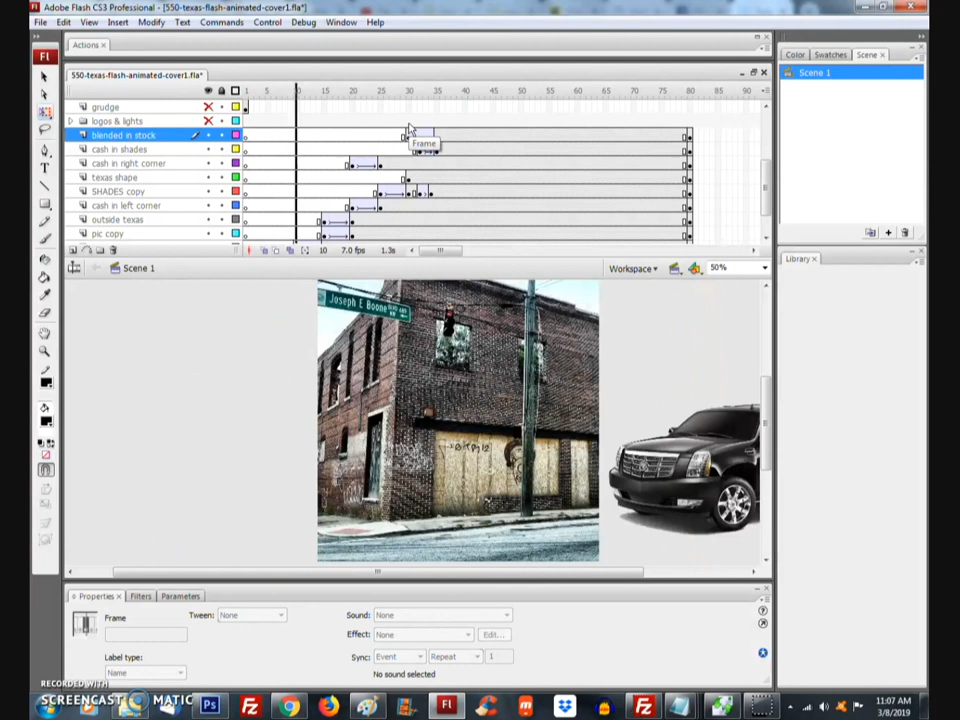 Adobe Flash CS3 Professional - [550-texas-flash-animated-cover1.fla*]
File Edit View Insert Modify Text Commands Control Debug Window Help
Fl
Actions ×
Color Swatches Scene ×
550-texas-flash-animated-cover1.fla*
Scene 1
1 5 10 15 20 25 30 35 40 45 50 55 60 65 70 75 80 85 90
grudge
logos & lights
blended in stock
Frame
cash in shades
cash in right corner
texas shape
SHADES copy
cash in left corner
outside texas
pic copy
10 7.0 fps 1.3s
Library ×
Scene 1
Workspace
50%
Joseph E Boone
Properties × Filters Parameters
Frame
Tween: None
Sound: None
Effect: None Edit...
Label type:
Name
Sync: Event Repeat 1
No sound selected
RECORDED WITH
SCREENCAST MATIC
Ps
Fz
Fl
Fz
11:07 AM
3/8/2019